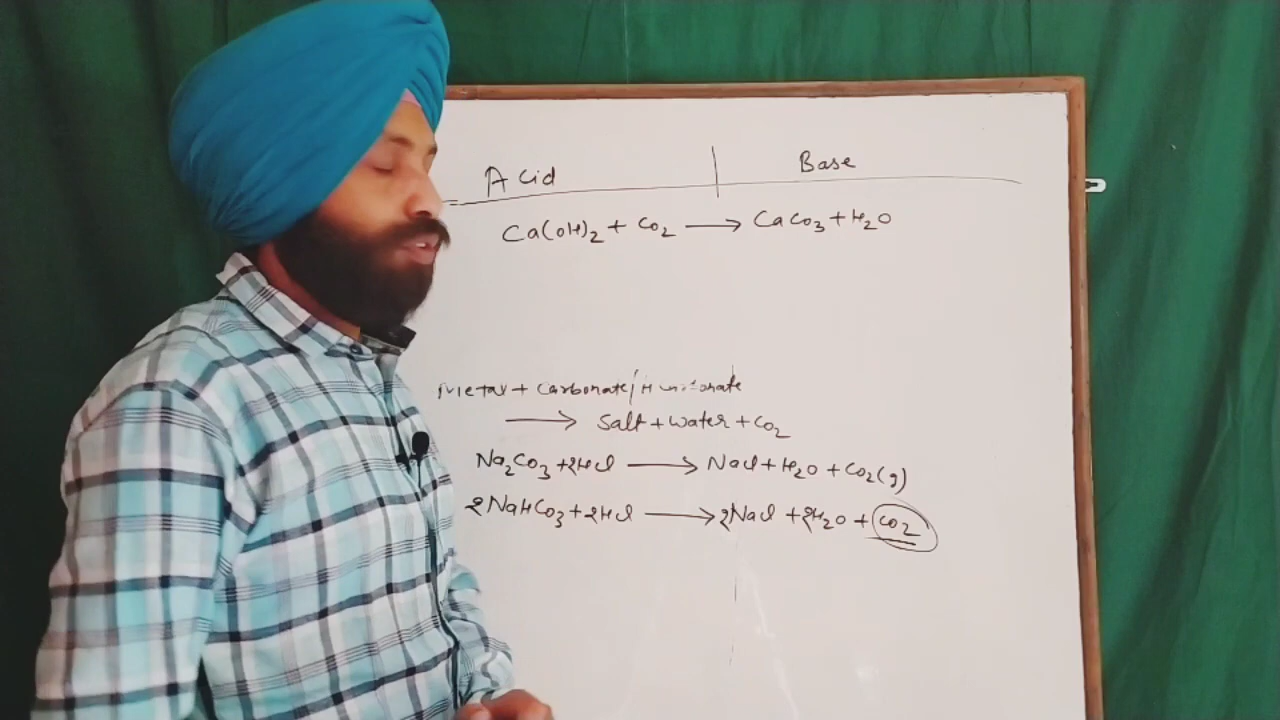 Acid Base
Ca(OH)2 + CO2 → CaCO3 + H2O
Metal + Carbonate/
→ Salt + Water + CO2
Na2CO3 + 2HCl → NaCl + H2O + CO2(g)
2NaHCO3 + 2HCl → 2NaCl + 2H2O + CO2